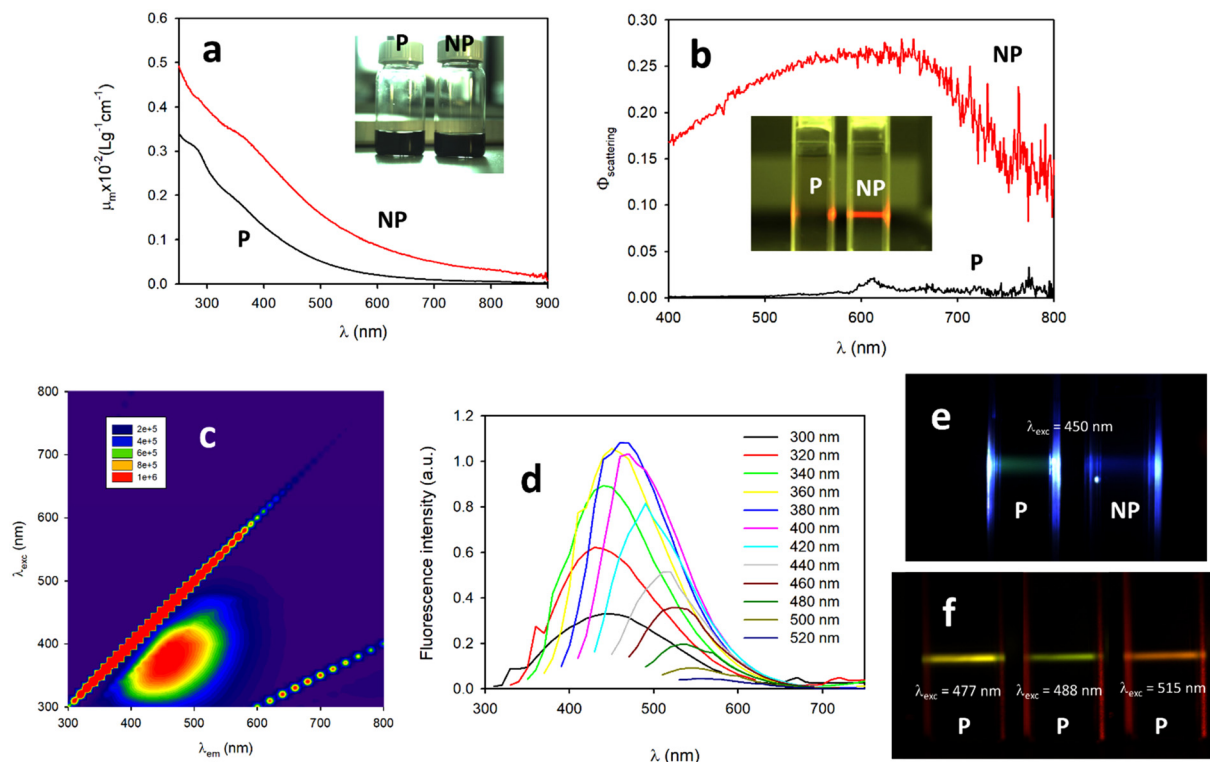 a
P NP
NP
P
0.6
0.5
0.4
0.3
0.2
0.1
0.0
μm x10-2(Lg-1cm-1)
300 400 500 600 700 800 900
λ (nm)
b
NP
P NP
P
0.30
0.25
0.20
0.15
0.10
0.05
0.00
Φscattering
400 500 600 700 800
λ (nm)
c
2e+5
4e+5
6e+5
8e+5
1e+6
800
700
600
500
400
300
λexc (nm)
300 400 500 600 700 800
λem (nm)
d
1.2
1.0
0.8
0.6
0.4
0.2
0.0
Fluorescence intensity (a.u.)
300 400 500 600 700
λ (nm)
300 nm
320 nm
340 nm
360 nm
380 nm
400 nm
420 nm
440 nm
460 nm
480 nm
500 nm
520 nm
e
λexc = 450 nm
P NP
f
λexc = 477 nm λexc = 488 nm λexc = 515 nm
P P P